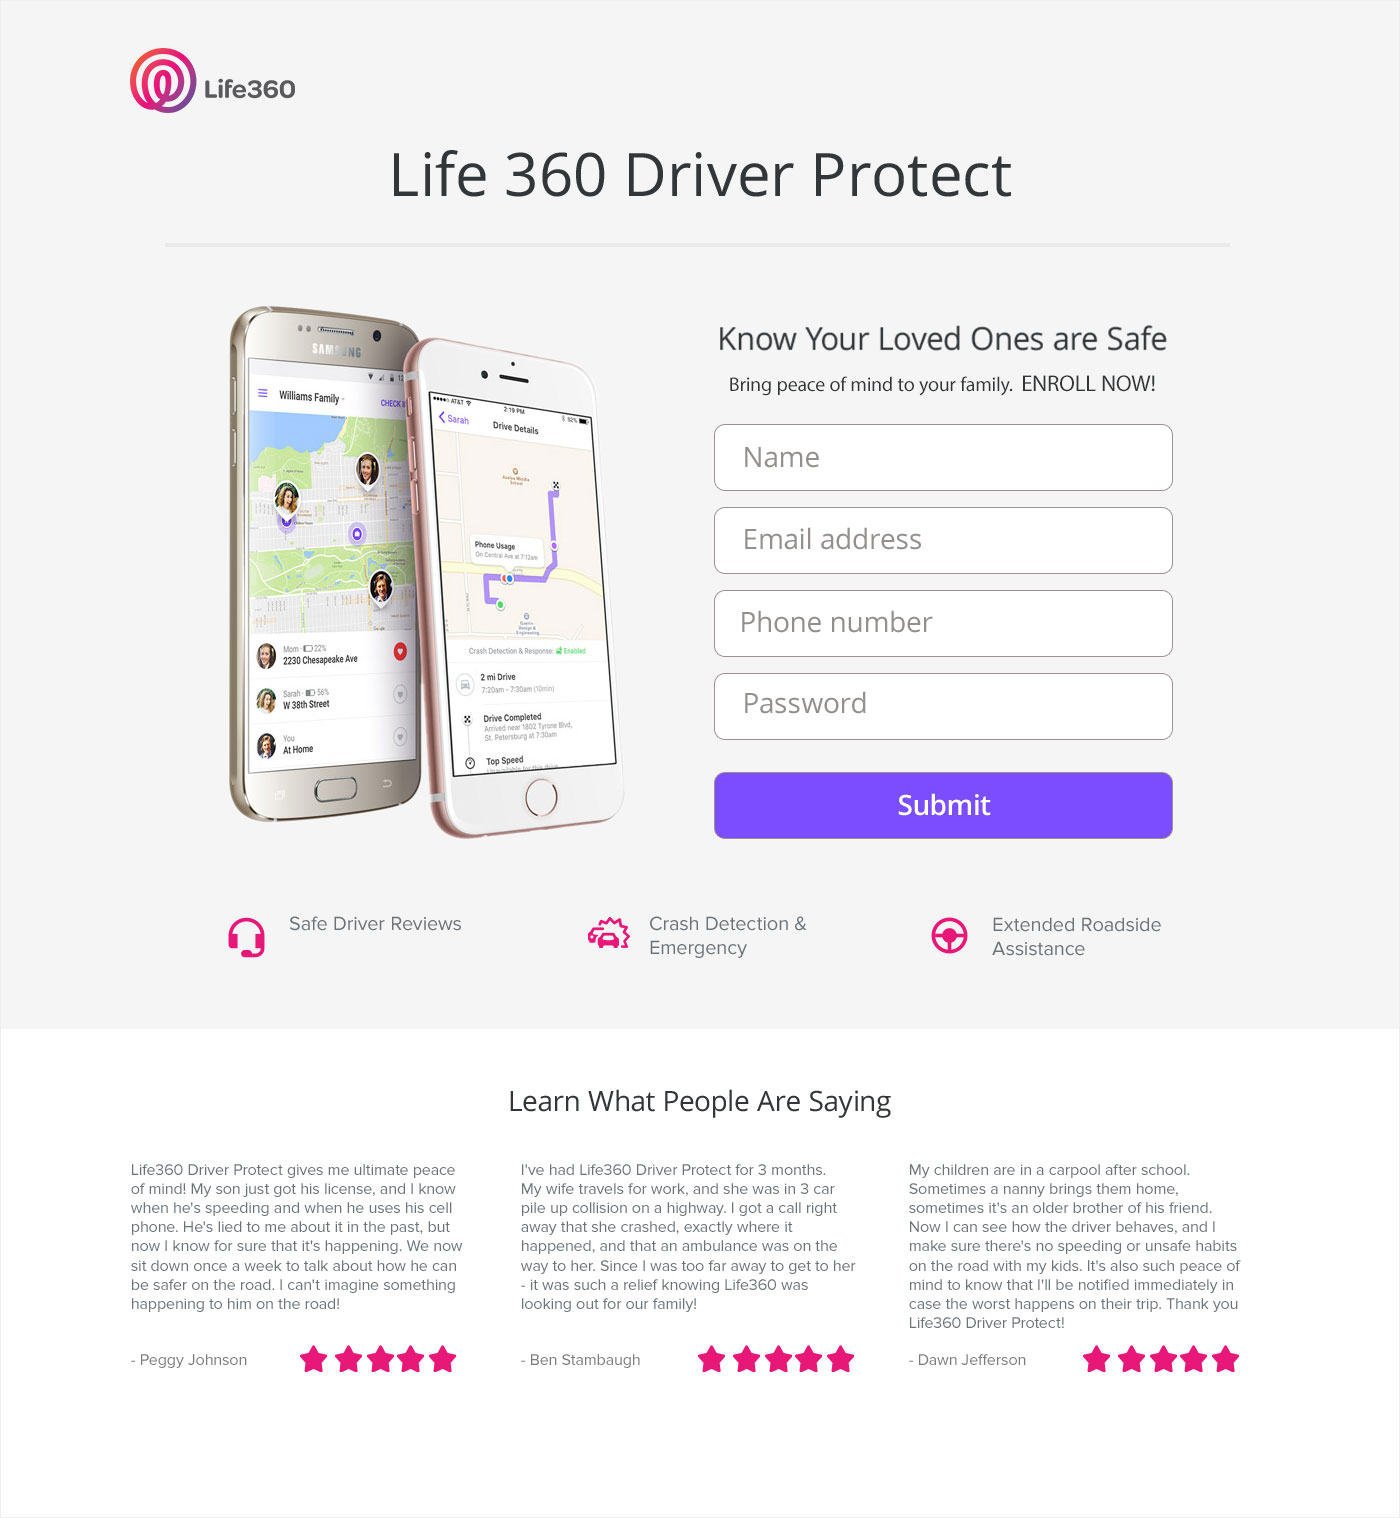 Life360
Life 360 Driver Protect
SAMSUNG
Williams Family
CHECK I
Mom · 22%
2230 Chesapeake Ave
Sarah · 56%
W 38th Street
You
At Home
AT&T
2:19 PM
92%
Sarah
Drive Details
Phone Usage
On Central Ave at 7:12am
Crash Detection & Response: Enabled
2 mi Drive
7:20am - 7:30am (10min)
Drive Completed
Arrived near 1802 Tyrone Blvd,
St. Petersburg at 7:30am
Top Speed
Know Your Loved Ones are Safe
Bring peace of mind to your family. ENROLL NOW!
Name
Email address
Phone number
Password
Submit
Safe Driver Reviews
Crash Detection &
Emergency
Extended Roadside
Assistance
Learn What People Are Saying
Life360 Driver Protect gives me ultimate peace
of mind! My son just got his license, and I know
when he's speeding and when he uses his cell
phone. He's lied to me about it in the past, but
now I know for sure that it's happening. We now
sit down once a week to talk about how he can
be safer on the road. I can't imagine something
happening to him on the road!
- Peggy Johnson
I've had Life360 Driver Protect for 3 months.
My wife travels for work, and she was in 3 car
pile up collision on a highway. I got a call right
away that she crashed, exactly where it
happened, and that an ambulance was on the
way to her. Since I was too far away to get to her
- it was such a relief knowing Life360 was
looking out for our family!
- Ben Stambaugh
My children are in a carpool after school.
Sometimes a nanny brings them home,
sometimes it's an older brother of his friend.
Now I can see how the driver behaves, and I
make sure there's no speeding or unsafe habits
on the road with my kids. It's also such peace of
mind to know that I'll be notified immediately in
case the worst happens on their trip. Thank you
Life360 Driver Protect!
- Dawn Jefferson